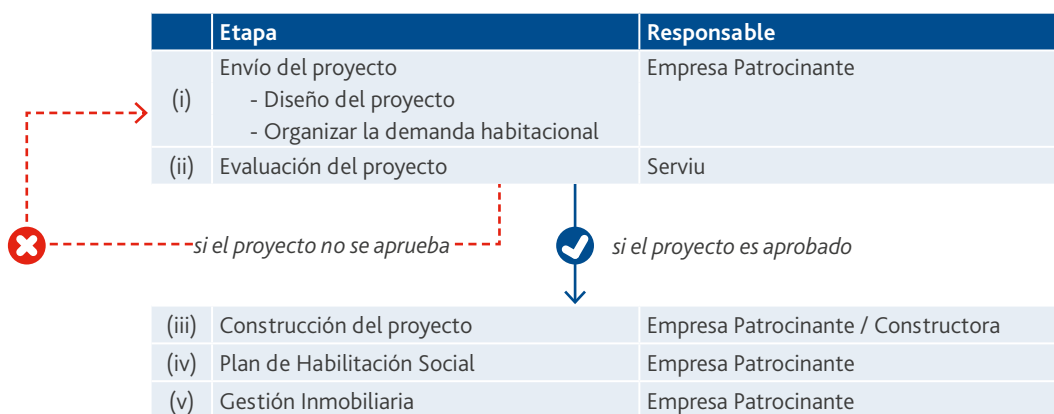 Etapa Responsable
(i) Envío del proyecto Empresa Patrocinante
- Diseño del proyecto
- Organizar la demanda habitacional
(ii) Evaluación del proyecto Serviu
si el proyecto no se aprueba si el proyecto es aprobado
(iii) Construcción del proyecto Empresa Patrocinante / Constructora
(iv) Plan de Habilitación Social Empresa Patrocinante
(v) Gestión Inmobiliaria Empresa Patrocinante